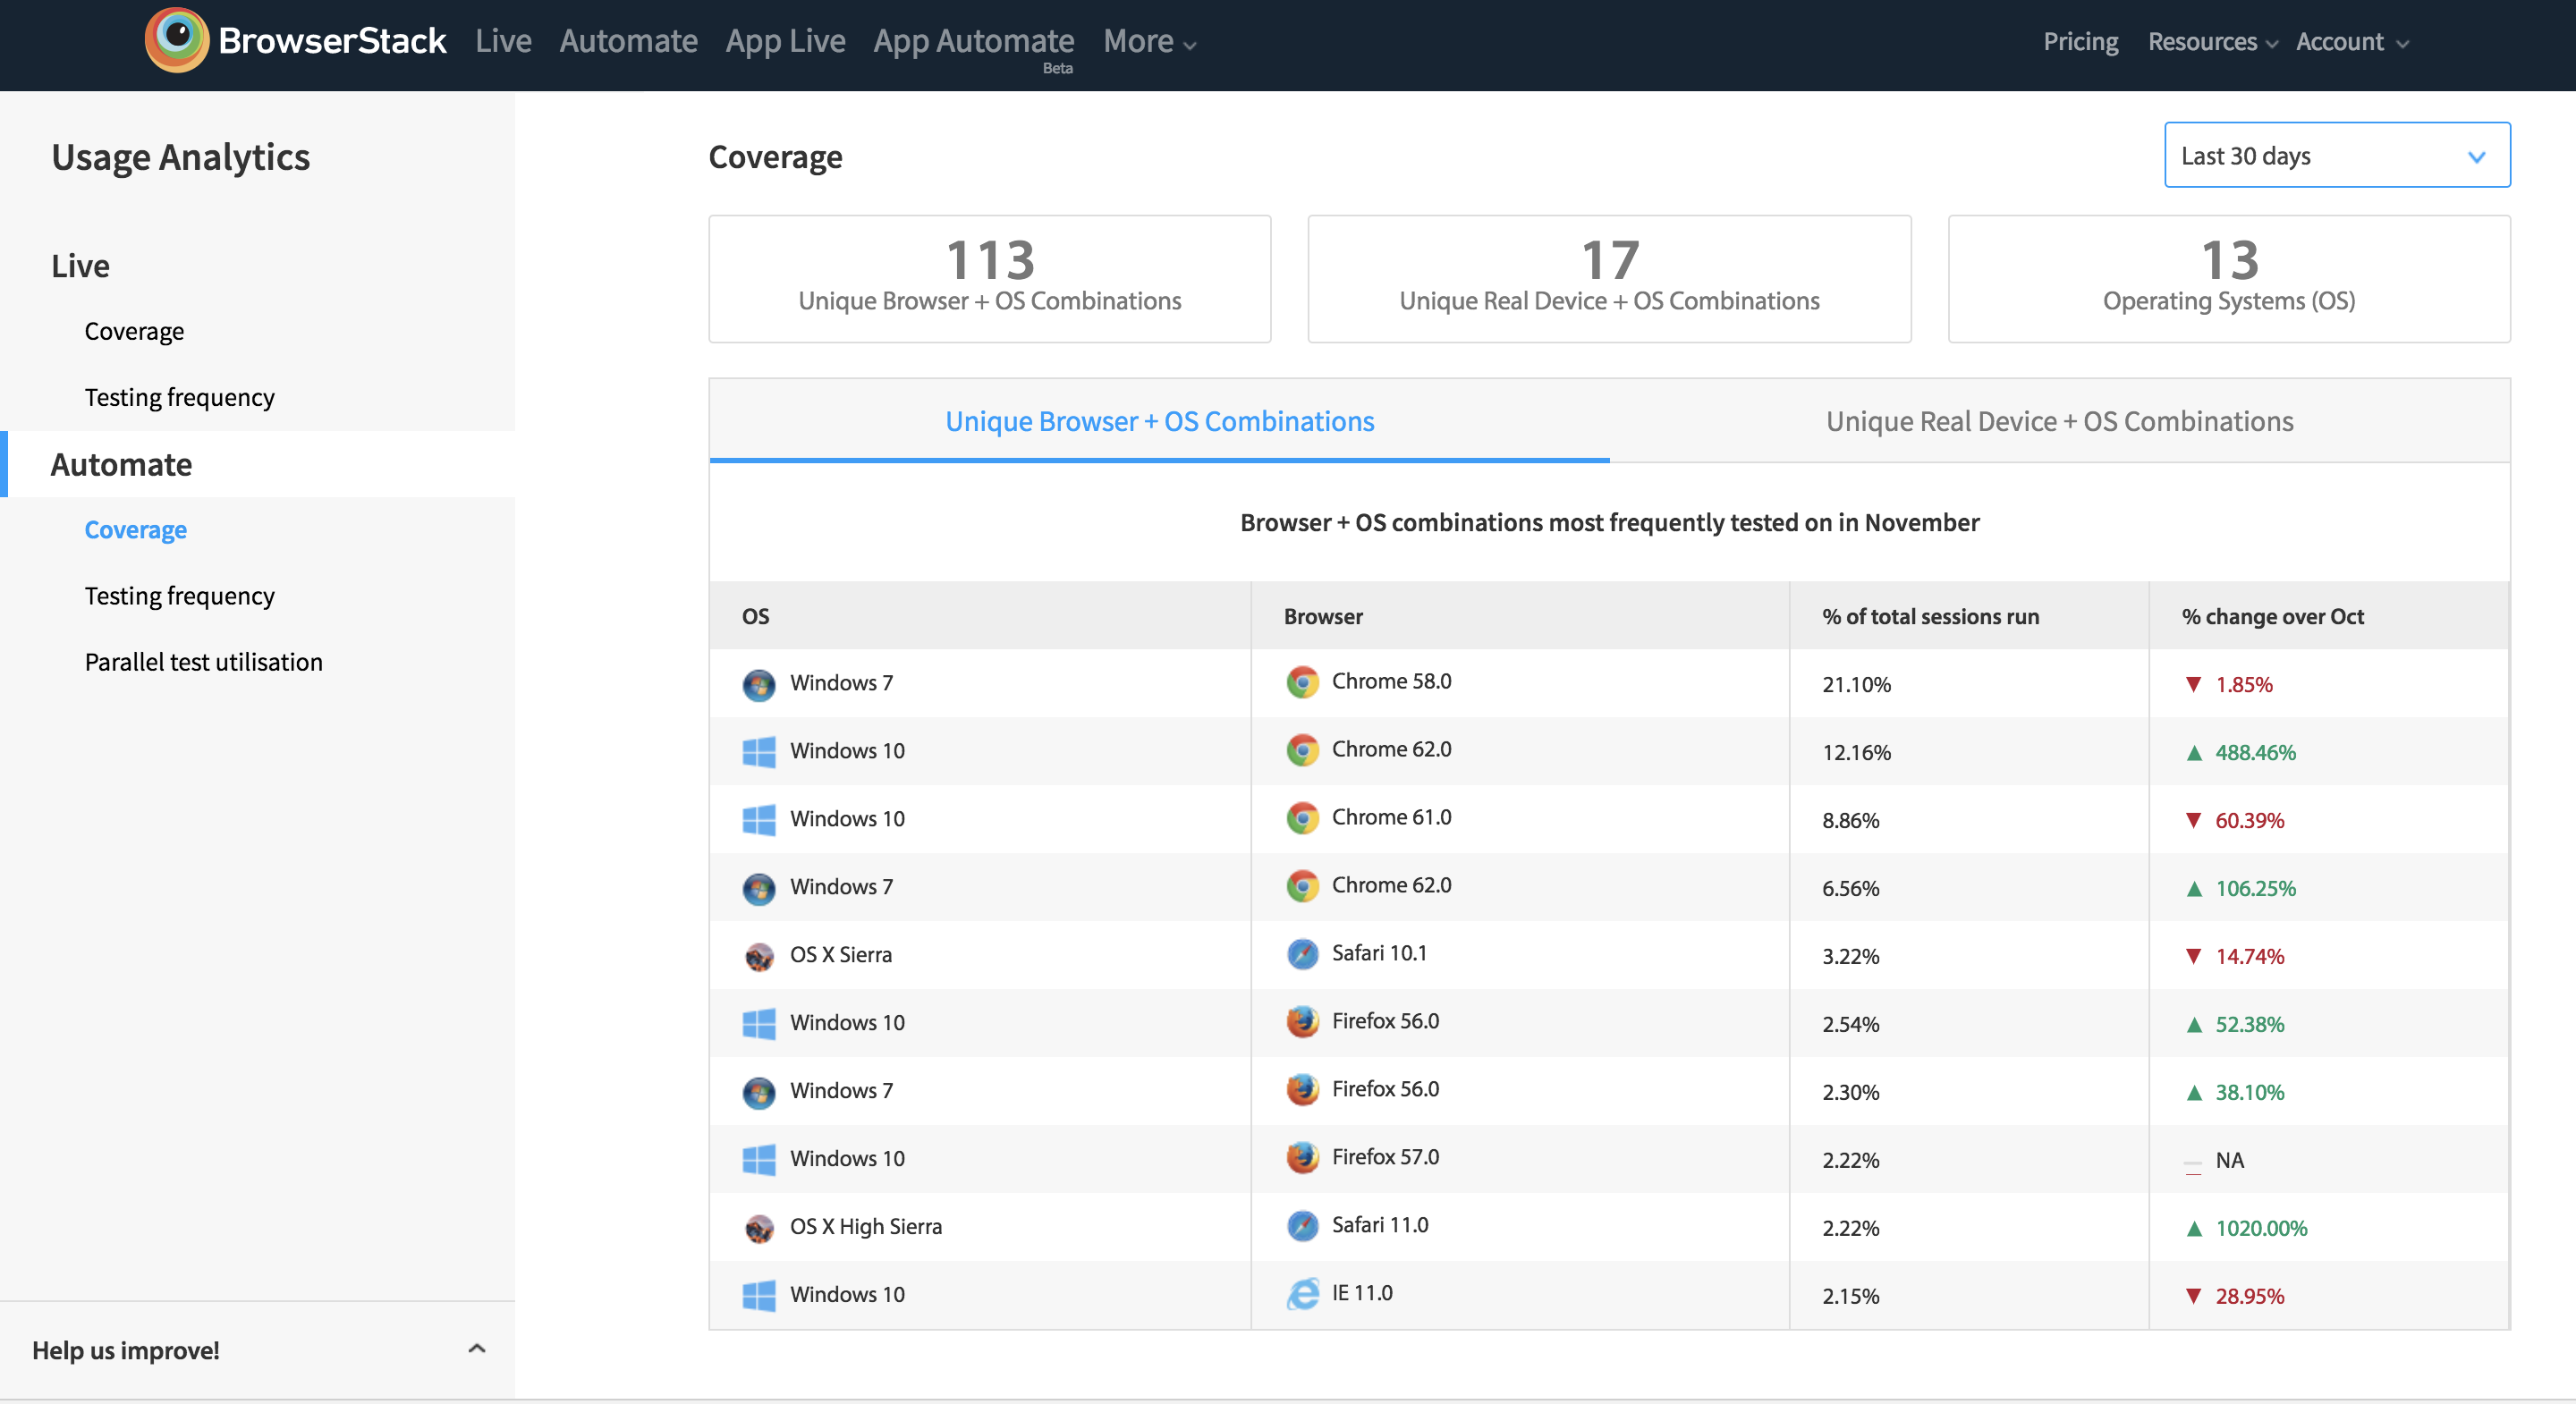 BrowserStack Live Automate App Live App Automate More Pricing Resources Account
Beta
Usage Analytics
Live
Coverage
Testing frequency
Automate
Coverage
Testing frequency
Parallel test utilisation
Help us improve!
Coverage
Last 30 days
113
Unique Browser + OS Combinations
17
Unique Real Device + OS Combinations
13
Operating Systems (OS)
Unique Browser + OS Combinations Unique Real Device + OS Combinations
Browser + OS combinations most frequently tested on in November
OS Browser % of total sessions run % change over Oct
Windows 7 Chrome 58.0 21.10% ▼ 1.85%
Windows 10 Chrome 62.0 12.16% ▲ 488.46%
Windows 10 Chrome 61.0 8.86% ▼ 60.39%
Windows 7 Chrome 62.0 6.56% ▲ 106.25%
OS X Sierra Safari 10.1 3.22% ▼ 14.74%
Windows 10 Firefox 56.0 2.54% ▲ 52.38%
Windows 7 Firefox 56.0 2.30% ▲ 38.10%
Windows 10 Firefox 57.0 2.22% NA
OS X High Sierra Safari 11.0 2.22% ▲ 1020.00%
Windows 10 IE 11.0 2.15% ▼ 28.95%